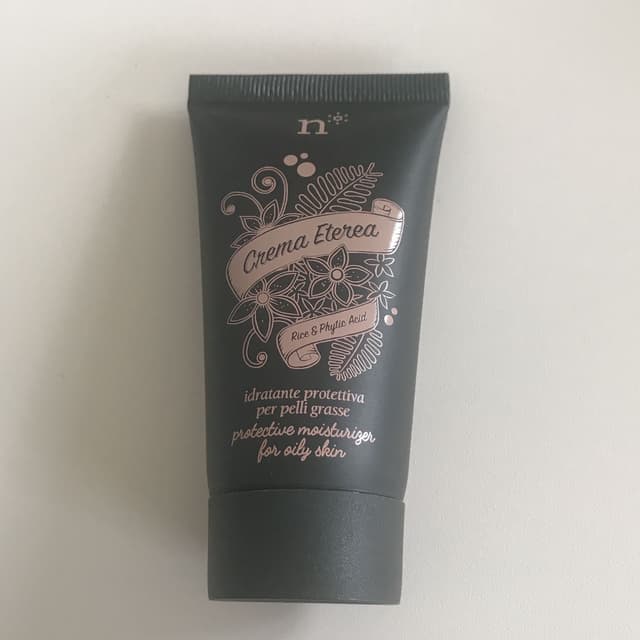 n
Crema Eterea
Rice & Phytic Acid
idratante protettiva
per pelli grasse
protective moisturizer
for oily skin